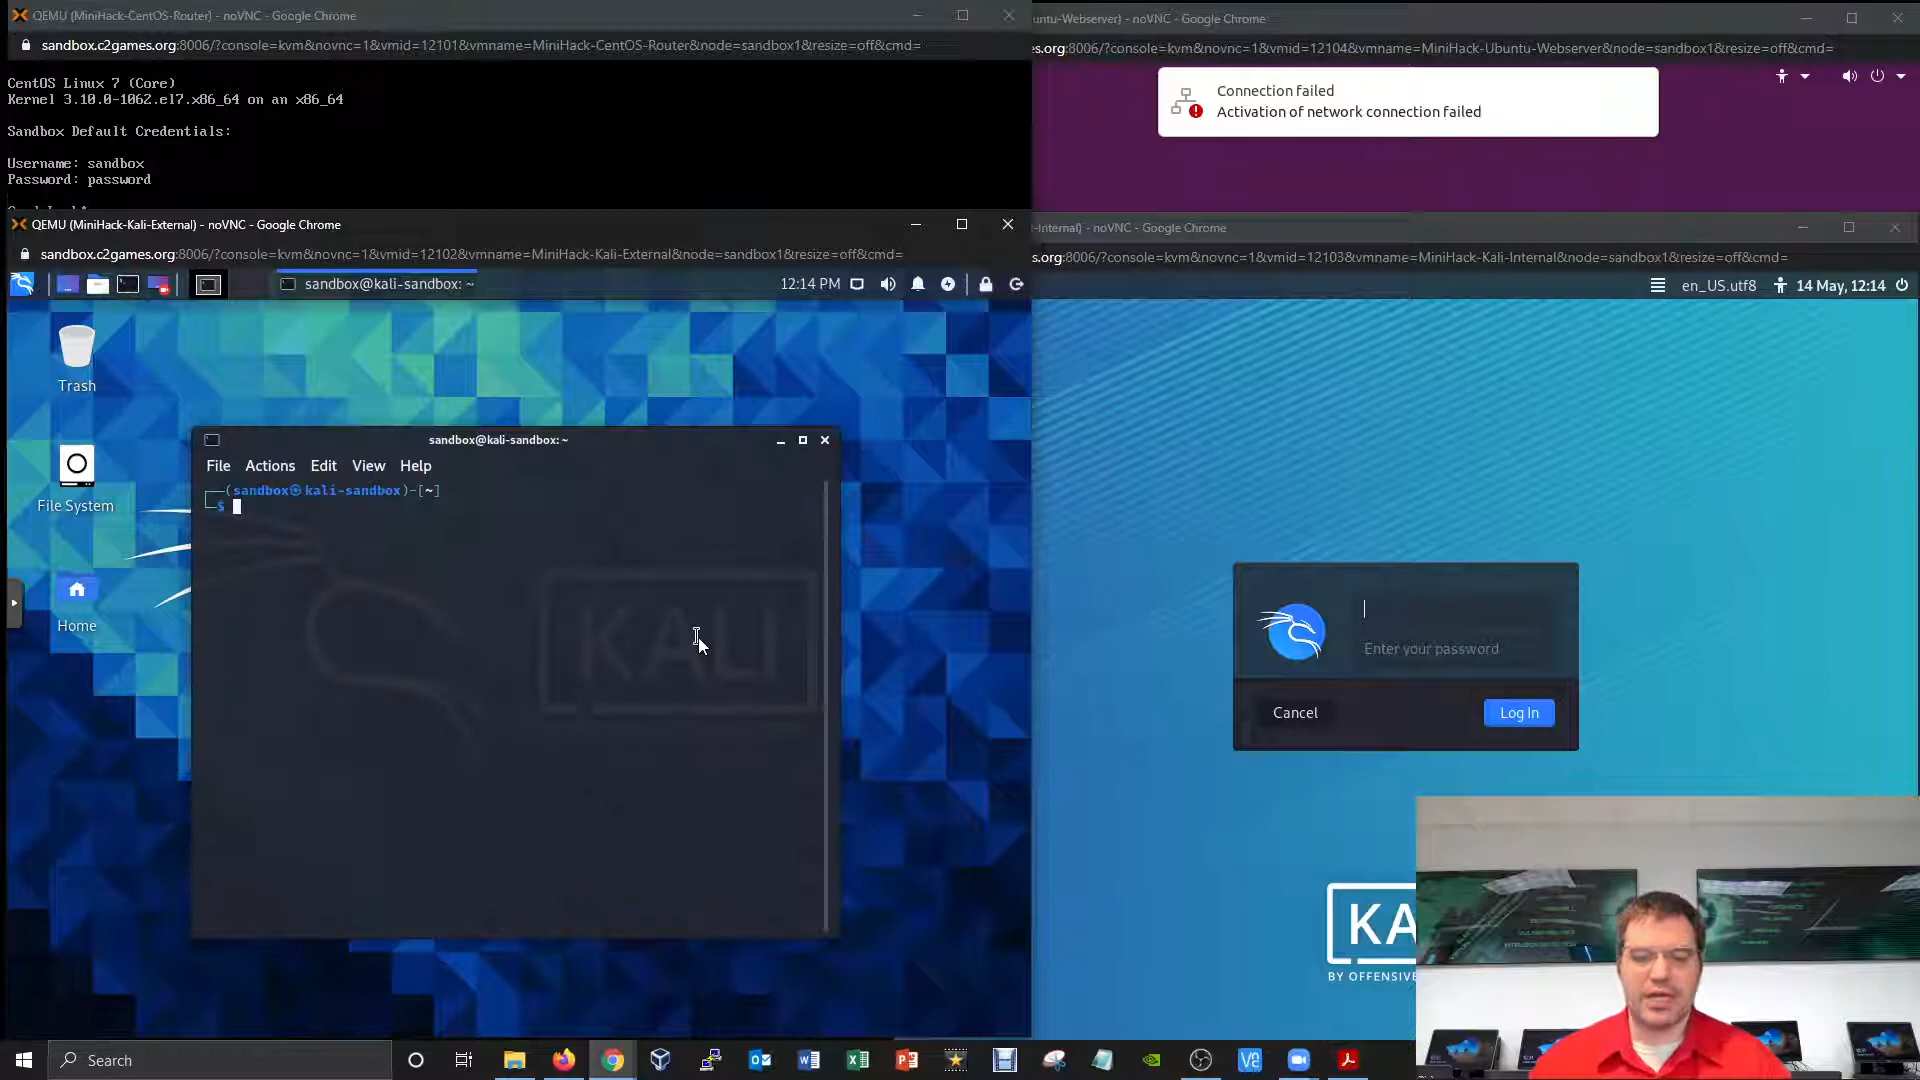 QEMU (MiniHack-CentOS-Router) - noVNC - Google Chrome
sandbox.c2games.org:8006/?console=kvm&novnc=1&vmid=12101&vmname=MiniHack-CentOS-Router&node=sandbox1&resize=off&cmd=
CentOS Linux 7 (Core)
Kernel 3.10.0-1062.el7.x86_64 on an x86_64
Sandbox Default Credentials:
Username: sandbox
Password: password
untu-Webserver) - noVNC - Google Chrome
es.org:8006/?console=kvm&novnc=1&vmid=12104&vmname=MiniHack-Ubuntu-Webserver&node=sandbox1&resize=off&cmd=
Connection failed
Activation of network connection failed
QEMU (MiniHack-Kali-External) - noVNC - Google Chrome
sandbox.c2games.org:8006/?console=kvm&novnc=1&vmid=12102&vmname=MiniHack-Kali-External&node=sandbox1&resize=off&cmd=
sandbox@kali-sandbox: ~
12:14 PM
Trash
File System
Home
sandbox@kali-sandbox: ~
File Actions Edit View Help
(sandbox㉿kali-sandbox)-[~]
$
KALI
-Internal) - noVNC - Google Chrome
es.org:8006/?console=kvm&novnc=1&vmid=12103&vmname=MiniHack-Kali-Internal&node=sandbox1&resize=off&cmd=
en_US.utf8
14 May, 12:14
Enter your password
Cancel
Log In
KA
BY OFFENSIVE
Search